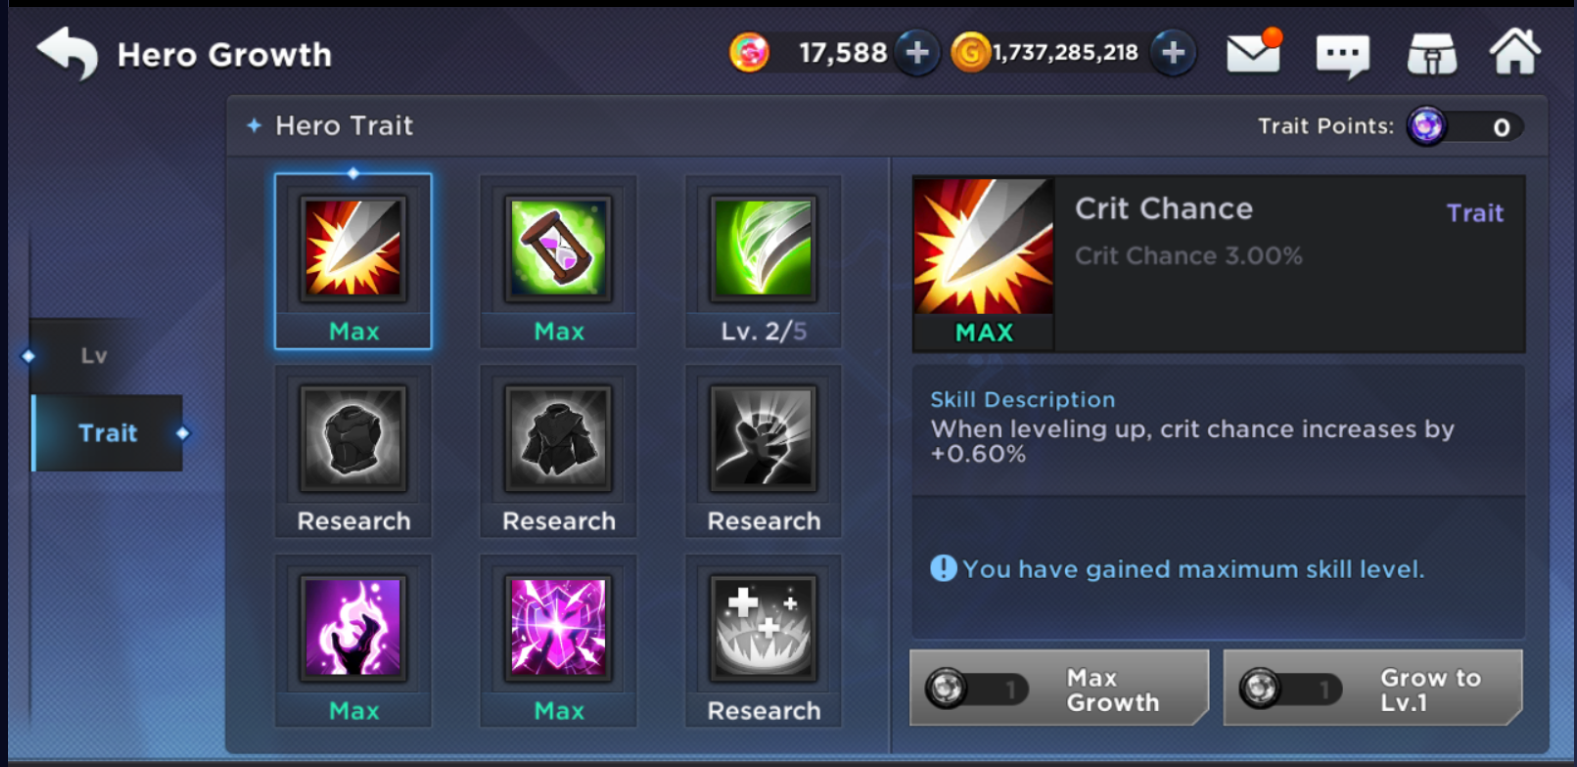 Hero Growth
17,588
1,737,285,218
Hero Trait
Trait Points:
0
Lv
Trait
Max
Max
Lv. 2/5
Research
Research
Research
Max
Max
Research
Crit Chance
Trait
Crit Chance 3.00%
MAX
Skill Description
When leveling up, crit chance increases by
+0.60%
You have gained maximum skill level.
1
Max
Growth
1
Grow to
Lv.1